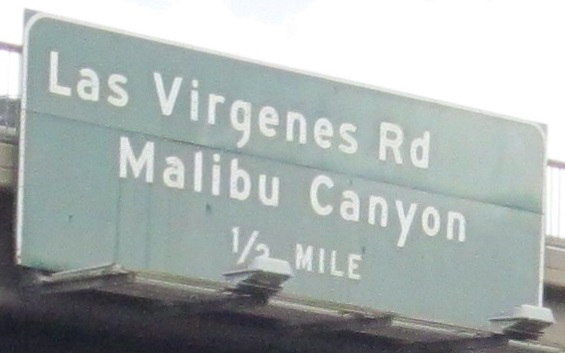 Las Virgenes Rd
Malibu Canyon
1/2 MILE